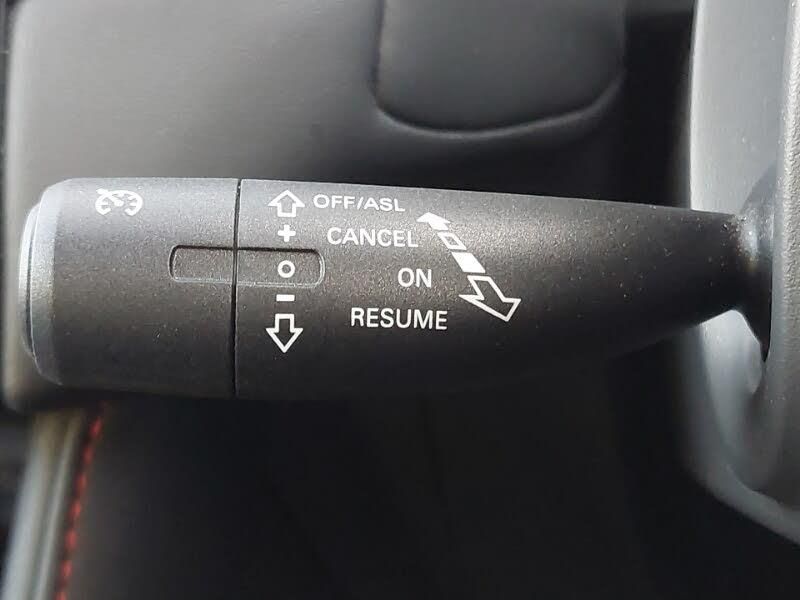 OFF/ASL
+ CANCEL
O ON
- RESUME